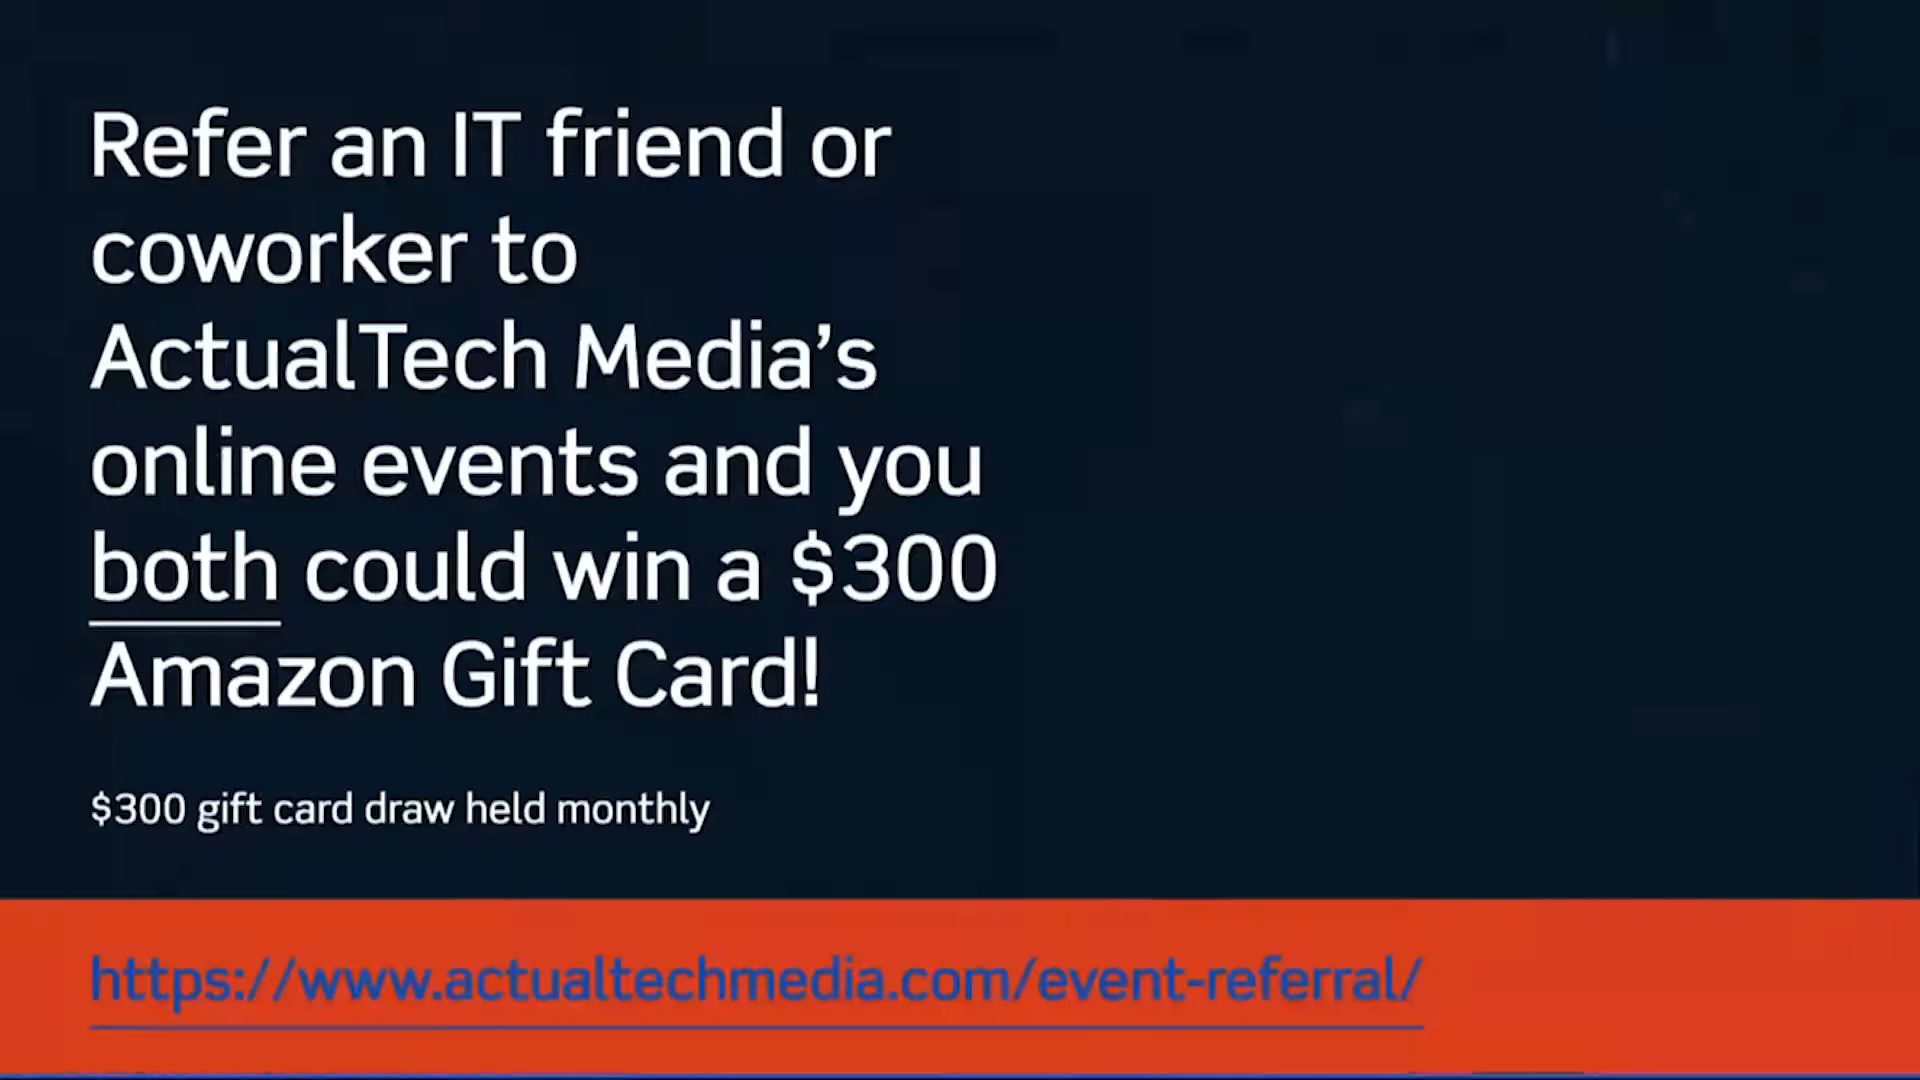 Refer an IT friend or
coworker to
ActualTech Media’s
online events and you
both could win a $300
Amazon Gift Card!
$300 gift card draw held monthly
https://www.actualtechmedia.com/event-referral/